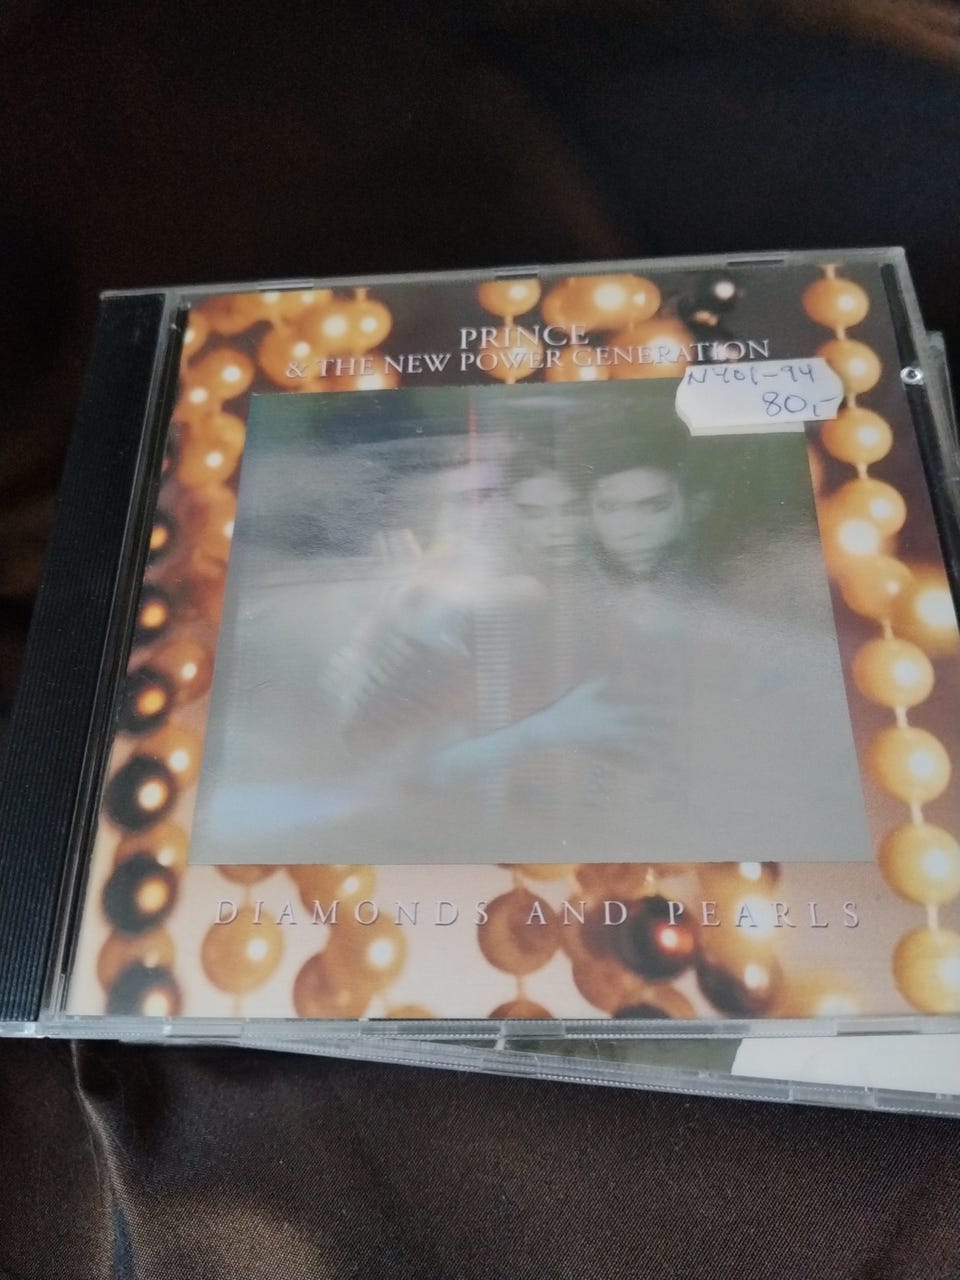 PRINCE
& THE NEW POWER GENERATION
N401-94
80,-
DIAMONDS AND PEARLS